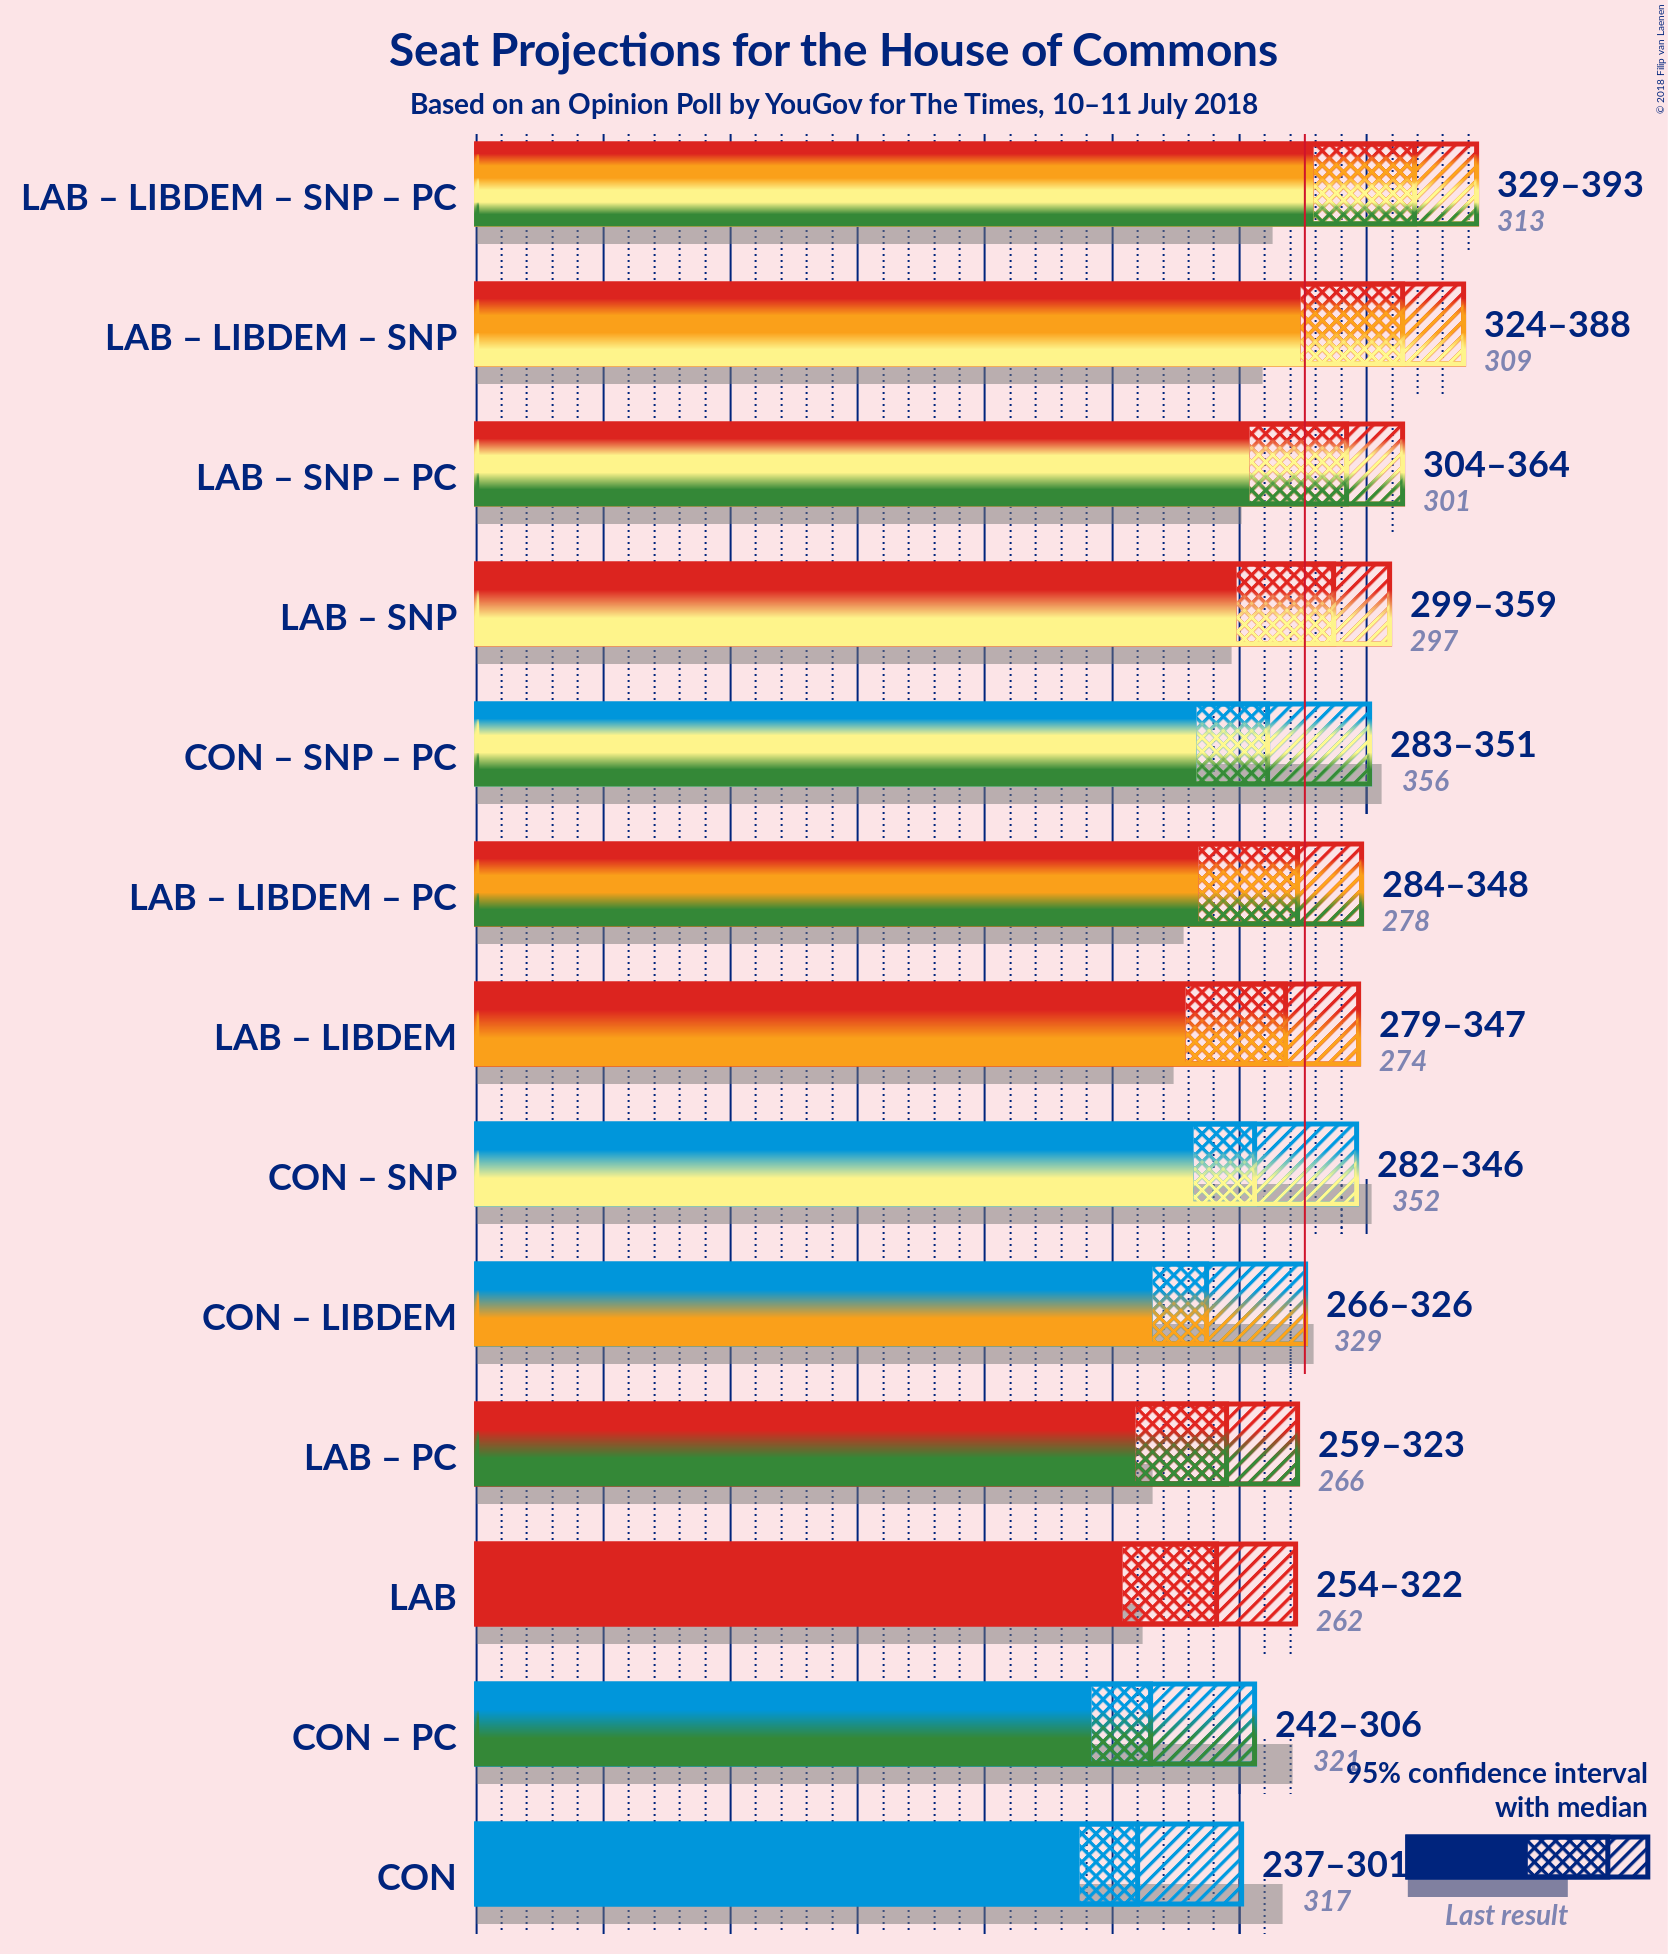 © 2018 Filip van Laenen
Seat Projections for the House of Commons
Based on an Opinion Poll by YouGov for The Times, 10–11 July 2018
LAB – LIBDEM – SNP – PC
329–393
313
LAB – LIBDEM – SNP
324–388
309
LAB – SNP – PC
304–364
301
LAB – SNP
299–359
297
CON – SNP – PC
283–351
356
LAB – LIBDEM – PC
284–348
278
LAB – LIBDEM
279–347
274
CON – SNP
282–346
352
CON – LIBDEM
266–326
329
LAB – PC
259–323
266
LAB
254–322
262
CON – PC
242–306
321
CON
237–301
317
95% confidence interval
with median
Last result